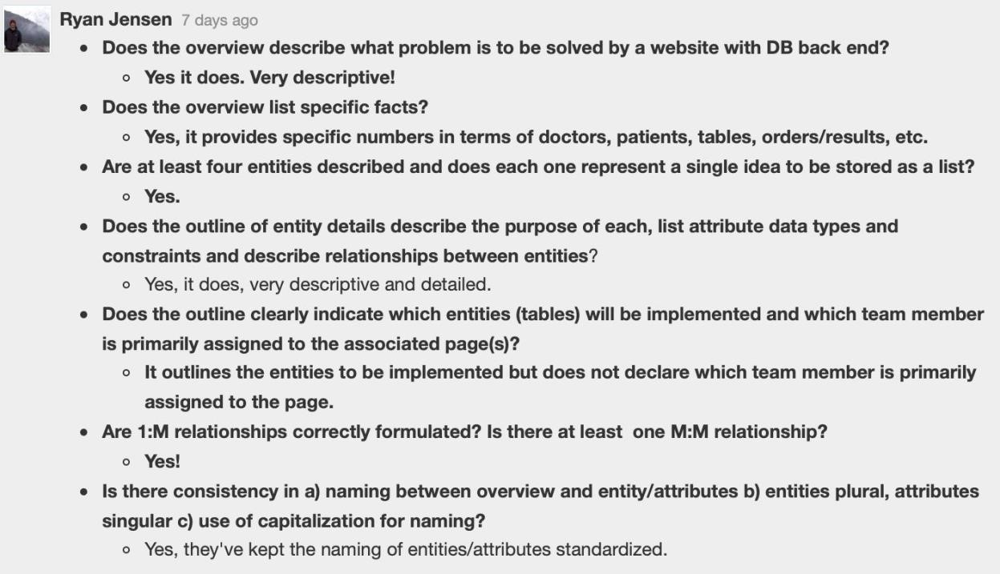 Ryan Jensen 7 days ago
• Does the overview describe what problem is to be solved by a website with DB back end?
◦ Yes it does. Very descriptive!
• Does the overview list specific facts?
◦ Yes, it provides specific numbers in terms of doctors, patients, tables, orders/results, etc.
• Are at least four entities described and does each one represent a single idea to be stored as a list?
◦ Yes.
• Does the outline of entity details describe the purpose of each, list attribute data types and
constraints and describe relationships between entities?
◦ Yes, it does, very descriptive and detailed.
• Does the outline clearly indicate which entities (tables) will be implemented and which team member
is primarily assigned to the associated page(s)?
◦ It outlines the entities to be implemented but does not declare which team member is primarily
assigned to the page.
• Are 1:M relationships correctly formulated? Is there at least  one M:M relationship?
◦ Yes!
• Is there consistency in a) naming between overview and entity/attributes b) entities plural, attributes
singular c) use of capitalization for naming?
◦ Yes, they've kept the naming of entities/attributes standardized.